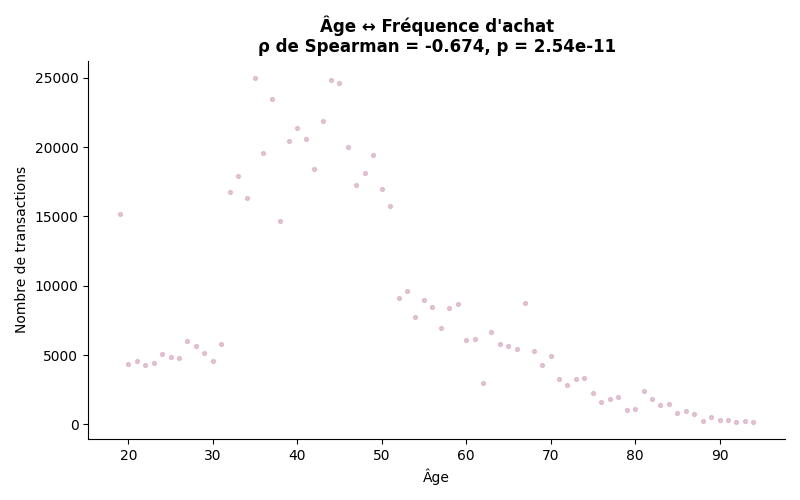 Âge ↔ Fréquence d'achat
ρ de Spearman = -0.674, p = 2.54e-11
25000
20000
15000
10000
5000
0
Nombre de transactions
20 30 40 50 60 70 80 90
Âge